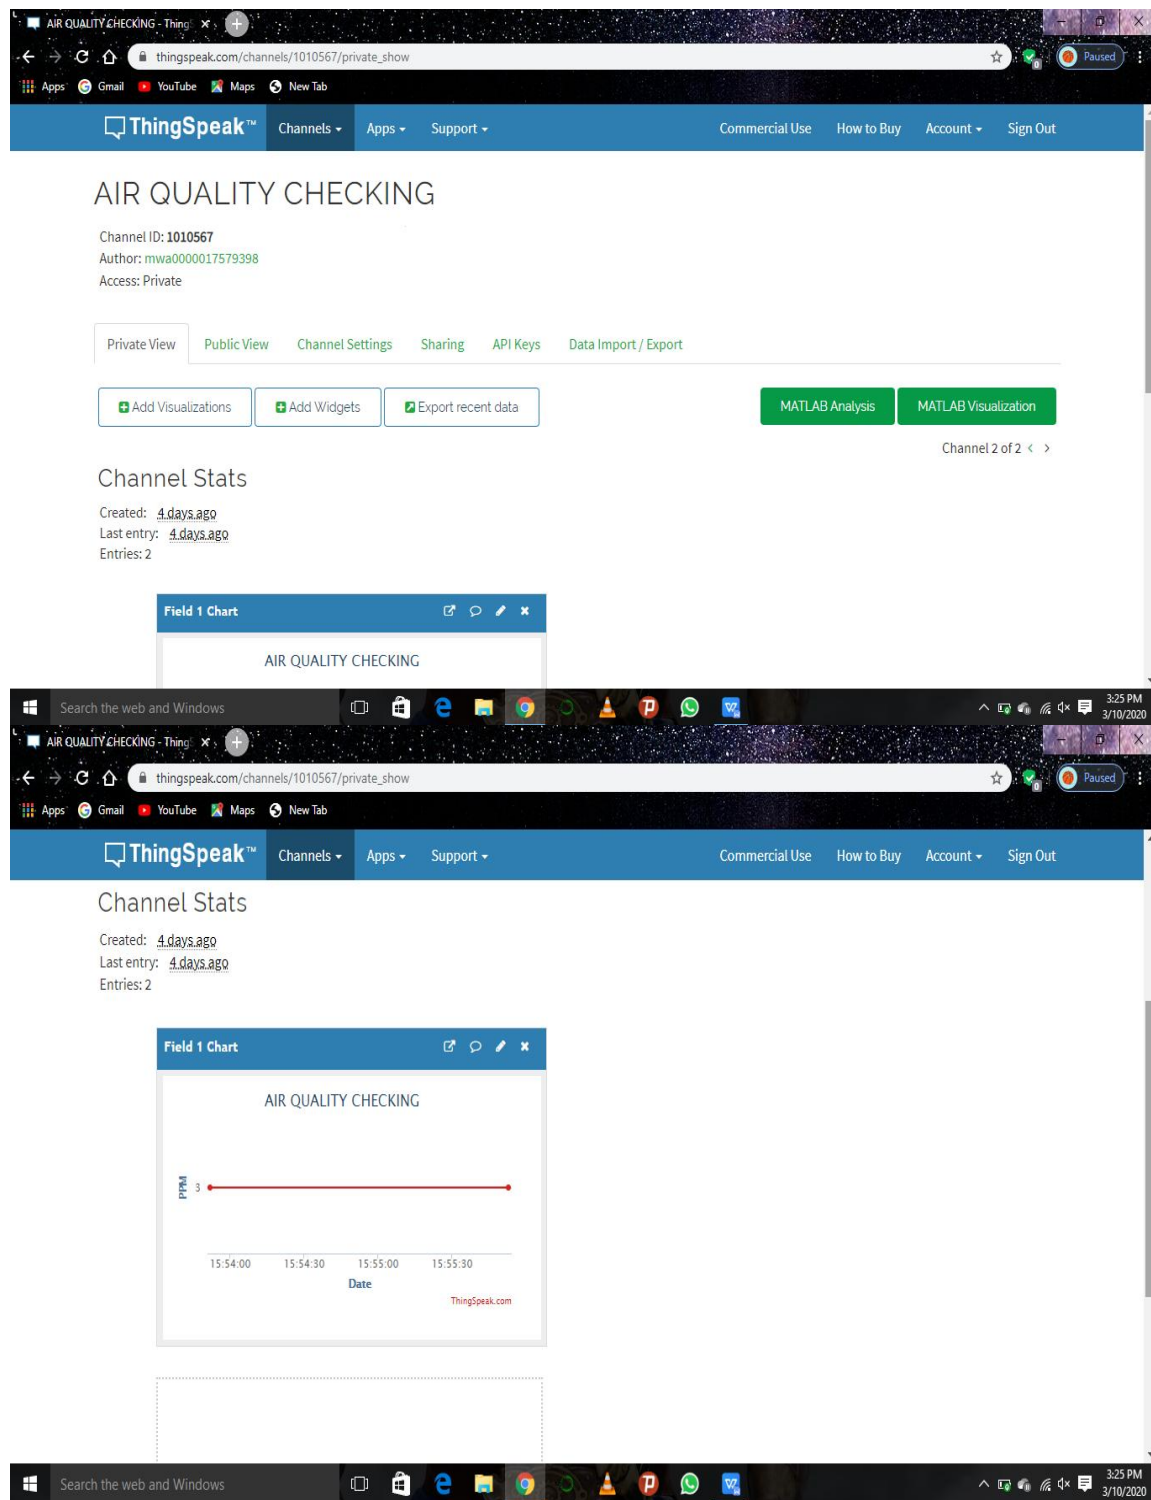 AIR QUALITY CHECKING - Thing
thingspeak.com/channels/1010567/private_show
Paused
Apps Gmail YouTube Maps New Tab
ThingSpeak™ Channels Apps Support Commercial Use How to Buy Account Sign Out
AIR QUALITY CHECKING
Channel ID: 1010567
Author: mwa0000017579398
Access: Private
Private View Public View Channel Settings Sharing API Keys Data Import / Export
Add Visualizations Add Widgets Export recent data MATLAB Analysis MATLAB Visualization
Channel 2 of 2 < >
Channel Stats
Created: 4 days ago
Last entry: 4 days ago
Entries: 2
Field 1 Chart
AIR QUALITY CHECKING
Search the web and Windows
3:25 PM
3/10/2020
AIR QUALITY CHECKING - Thing
thingspeak.com/channels/1010567/private_show
Paused
Apps Gmail YouTube Maps New Tab
ThingSpeak™ Channels Apps Support Commercial Use How to Buy Account Sign Out
Channel Stats
Created: 4 days ago
Last entry: 4 days ago
Entries: 2
Field 1 Chart
AIR QUALITY CHECKING
PPM
3
15:54:00 15:54:30 15:55:00 15:55:30
Date
ThingSpeak.com
Search the web and Windows
3:25 PM
3/10/2020